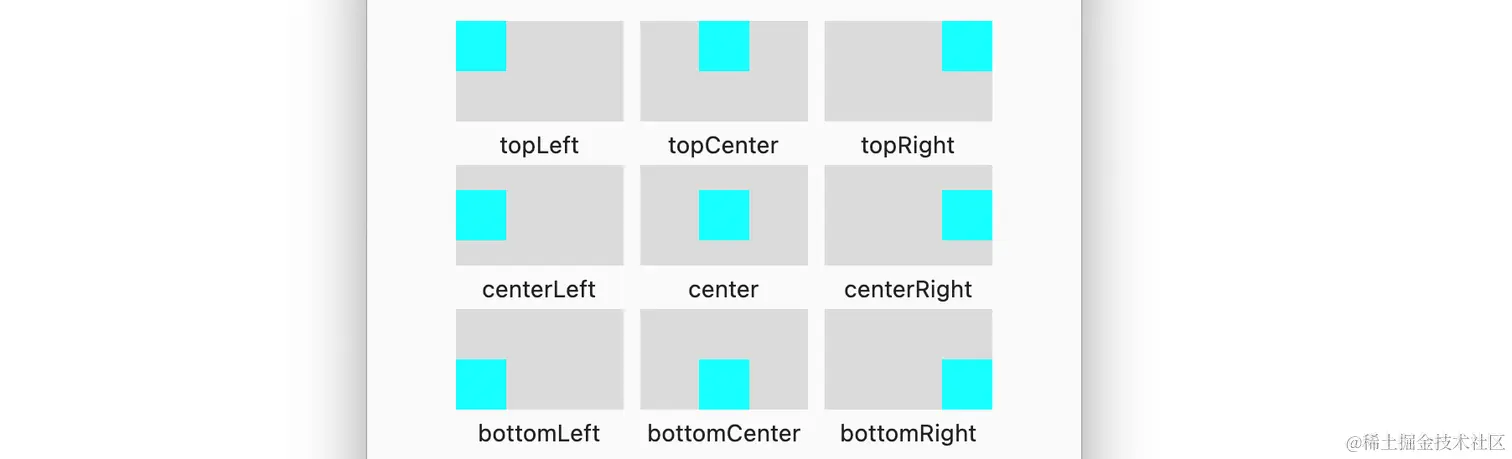 topLeft topCenter topRight
centerLeft center centerRight
bottomLeft bottomCenter bottomRight
@稀土掘金技术社区